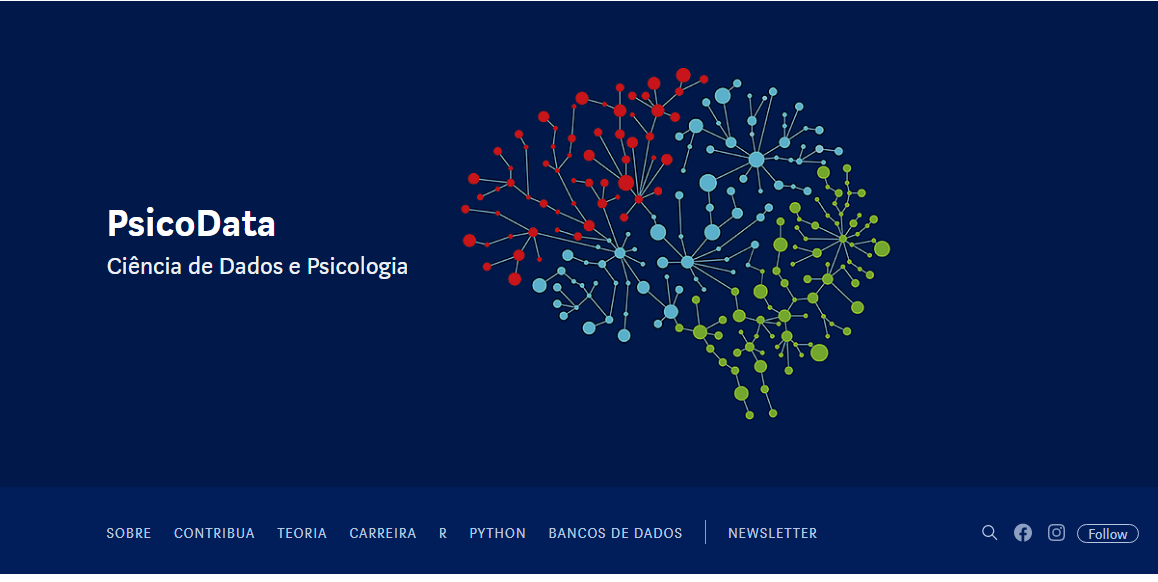 PsicoData
Ciência de Dados e Psicologia
SOBRE CONTRIBUA TEORIA CARREIRA R PYTHON BANCOS DE DADOS NEWSLETTER Follow